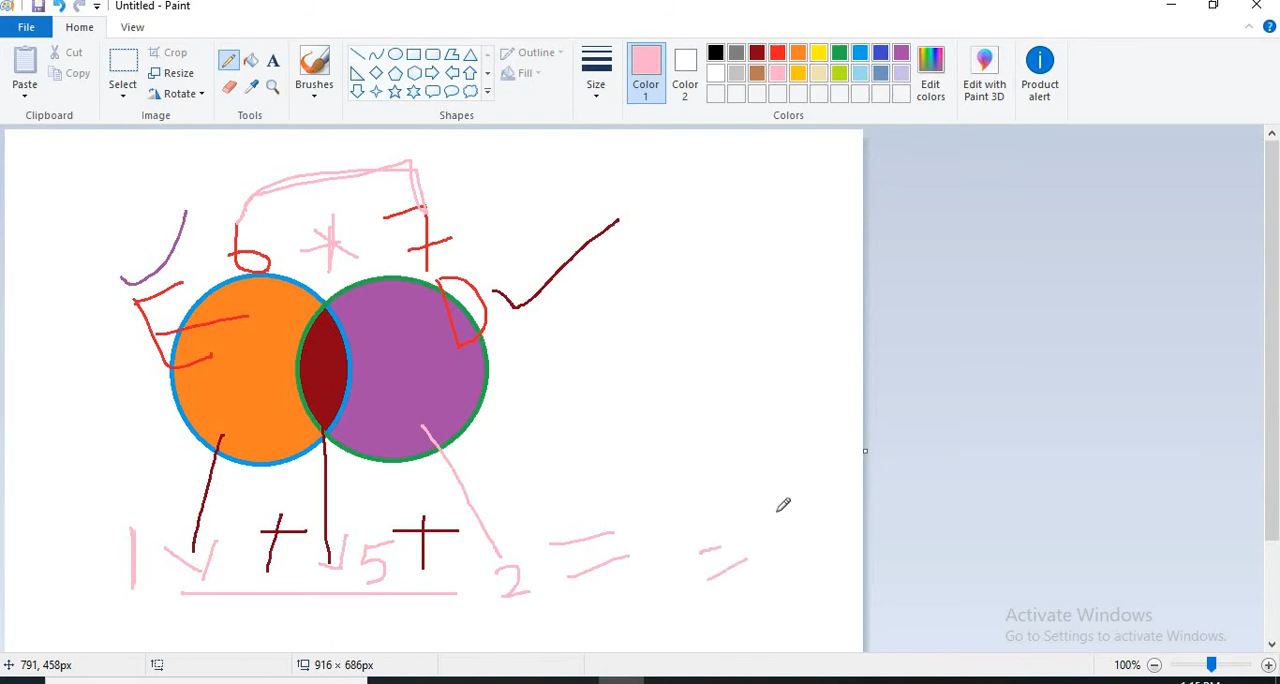 Untitled - Paint
File Home View
Paste
Cut
Copy
Clipboard
Select
Crop
Resize
Rotate
Image
A
Tools
Brushes
Shapes
Outline
Fill
Size
Color 1
Color 2
Edit colors
Colors
Edit with Paint 3D
Product alert
*
E
D
+ 5 +
1 2 = =
Activate Windows
Go to Settings to activate Windows.
791, 458px
916 × 686px
100%